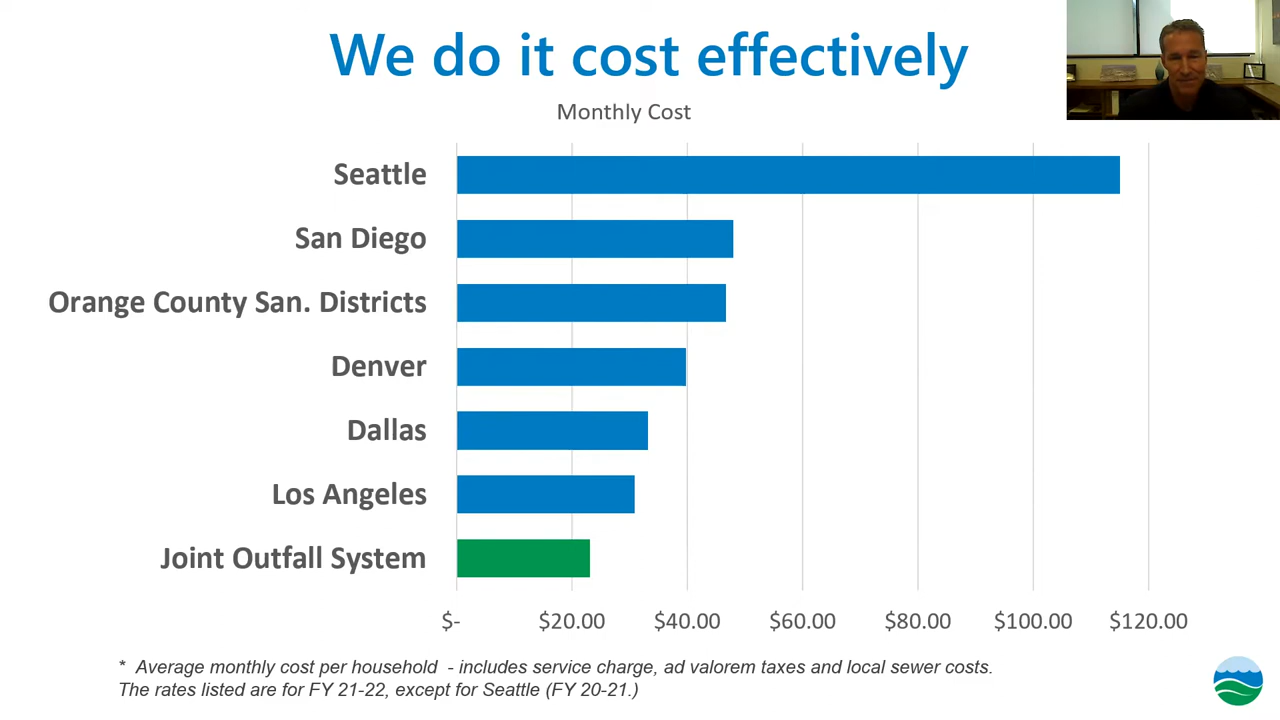 We do it cost effectively
Monthly Cost
Seattle
San Diego
Orange County San. Districts
Denver
Dallas
Los Angeles
Joint Outfall System
$- $20.00 $40.00 $60.00 $80.00 $100.00 $120.00
* Average monthly cost per household - includes service charge, ad valorem taxes and local sewer costs.
The rates listed are for FY 21-22, except for Seattle (FY 20-21.)